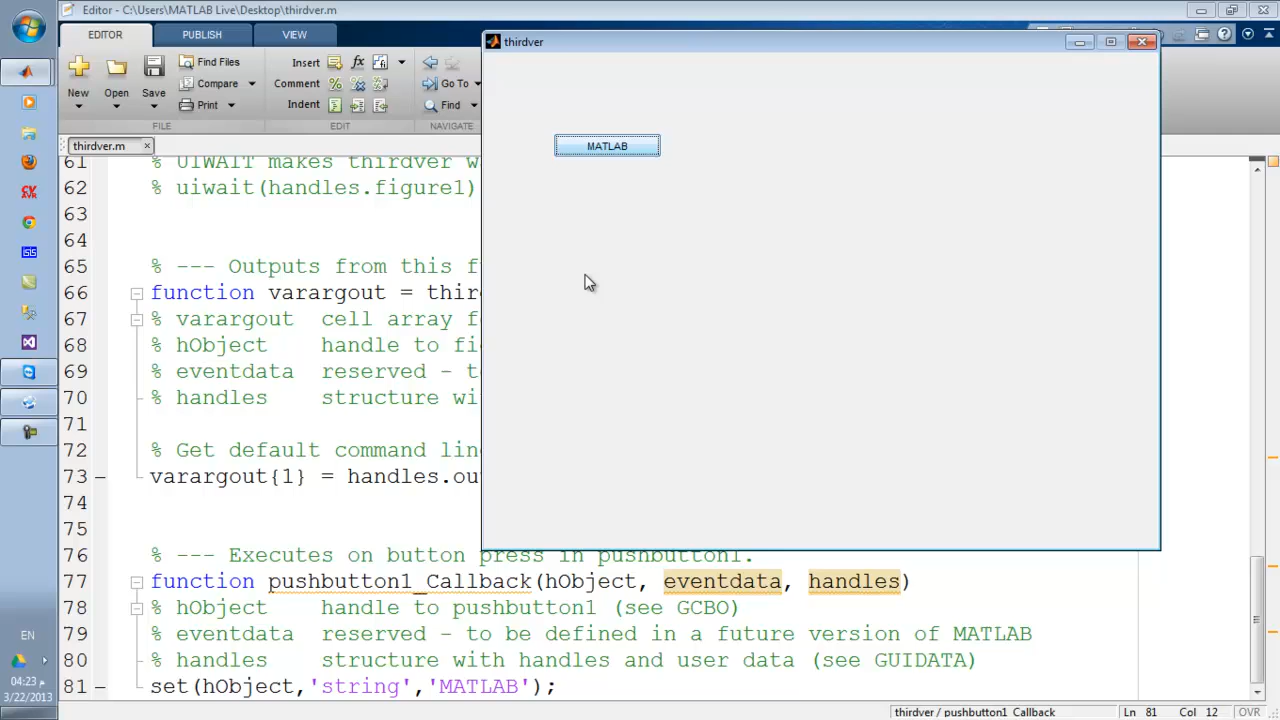 Editor - C:\Users\MATLAB Live\Desktop\thirdver.m
EDITOR
PUBLISH
VIEW
New
Open
Save
Find Files
Compare
Print
FILE
Insert
fx
Comment
Indent
EDIT
Go To
Find
NAVIGATE
thirdver.m
thirdver
MATLAB
61 % UIWAIT makes thirdver w
62 % uiwait(handles.figure1)
63
64
65 % --- Outputs from this f
66 function varargout = thir
67 % varargout cell array f
68 % hObject handle to fi
69 % eventdata reserved - t
70 % handles structure wi
71
72 % Get default command lin
73 varargout{1} = handles.ou
74
75
76 % --- Executes on button press in pushbutton1.
77 function pushbutton1_Callback(hObject, eventdata, handles)
78 % hObject handle to pushbutton1 (see GCBO)
79 % eventdata reserved - to be defined in a future version of MATLAB
80 % handles structure with handles and user data (see GUIDATA)
81 set(hObject,'string','MATLAB');
thirdver / pushbutton1_Callback
Ln 81 Col 12
OVR
CV
AVR
ISIS
EN
04:23 م
3/22/2013